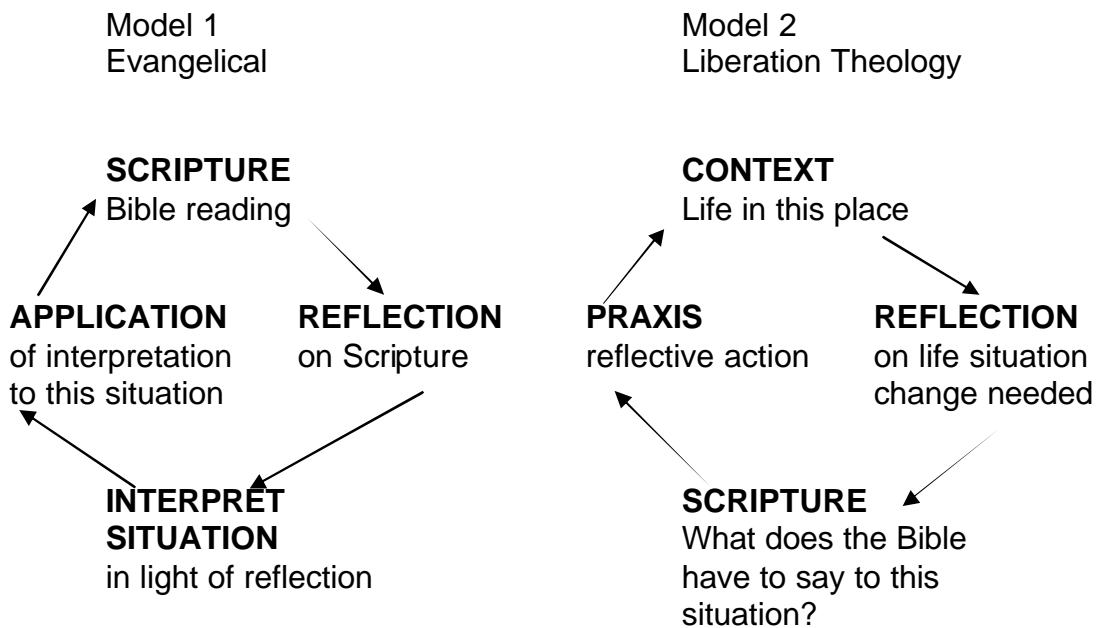 Model 1
Evangelical
SCRIPTURE
Bible reading
REFLECTION
on Scripture
INTERPRET
SITUATION
in light of reflection
APPLICATION
of interpretation
to this situation
Model 2
Liberation Theology
CONTEXT
Life in this place
REFLECTION
on life situation
change needed
SCRIPTURE
What does the Bible
have to say to this
situation?
PRAXIS
reflective action